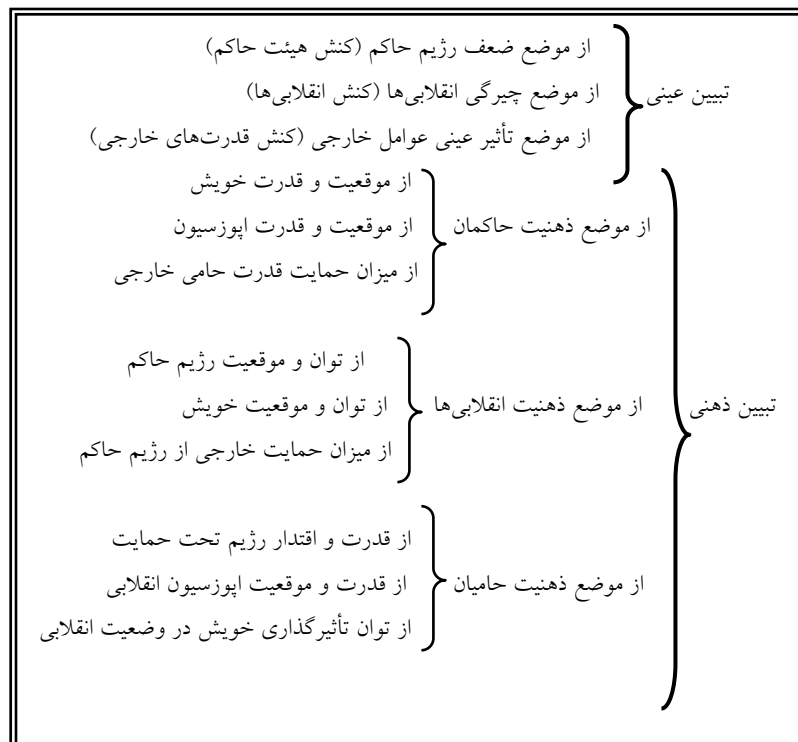 از موضع ضعف رژیم حاکم (کنش هیئت حاکم)
تبیین عینی
از موضع چیرگی انقلابی‌ها (کنش انقلابی‌ها)
از موضع تأثیر عینی عوامل خارجی (کنش قدرت‌های خارجی)
تبیین ذهنی
از موضع ذهنیت حاکمان
از موقعیت و قدرت خویش
از موقعیت و قدرت اپوزسیون
از میزان حمایت قدرت حامی خارجی
از موضع ذهنیت انقلابی‌ها
از توان و موقعیت رژیم حاکم
از توان و موقعیت خویش
از میزان حمایت خارجی از رژیم حاکم
از موضع ذهنیت حامیان
از قدرت و اقتدار رژیم تحت حمایت
از قدرت و موقعیت اپوزسیون انقلابی
از توان تأثیرگذاری خویش در وضعیت انقلابی